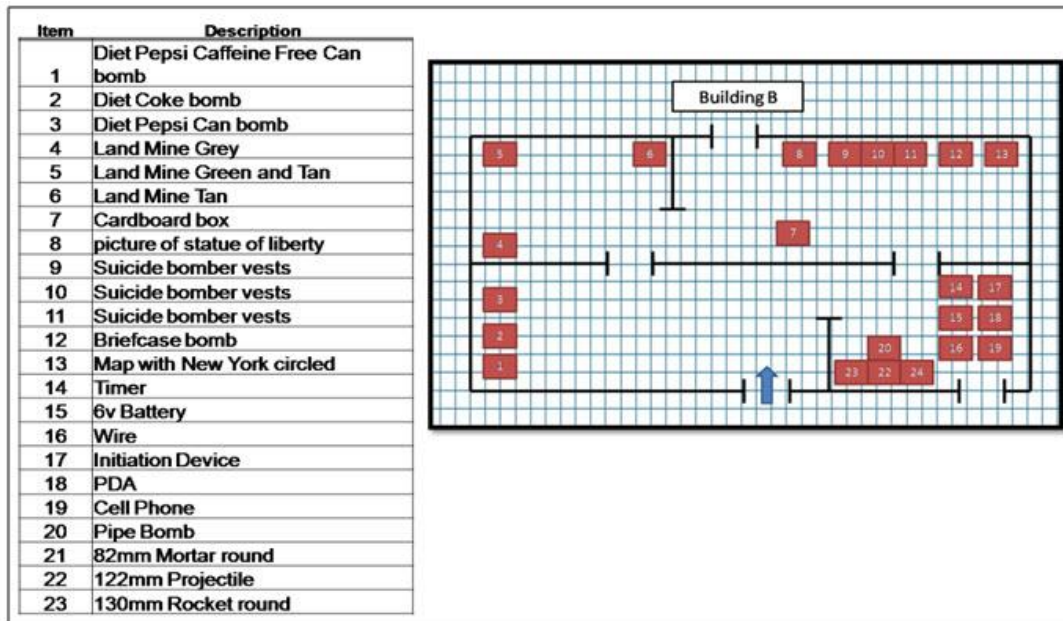 Item Description
Diet Pepsi Caffeine Free Can
1 bomb
2 Diet Coke bomb
3 Diet Pepsi Can bomb
4 Land Mine Grey
5 Land Mine Green and Tan
6 Land Mine Tan
7 Cardboard box
8 picture of statue of liberty
9 Suicide bomber vests
10 Suicide bomber vests
11 Suicide bomber vests
12 Briefcase bomb
13 Map with New York circled
14 Timer
15 6v Battery
16 Wire
17 Initiation Device
18 PDA
19 Cell Phone
20 Pipe Bomb
21 82mm Mortar round
22 122mm Projectile
23 130mm Rocket round
Building B
5 6 8 9 10 11 12 13
7
4
3 14 17
2 15 18
20 16 19
1 23 22 24